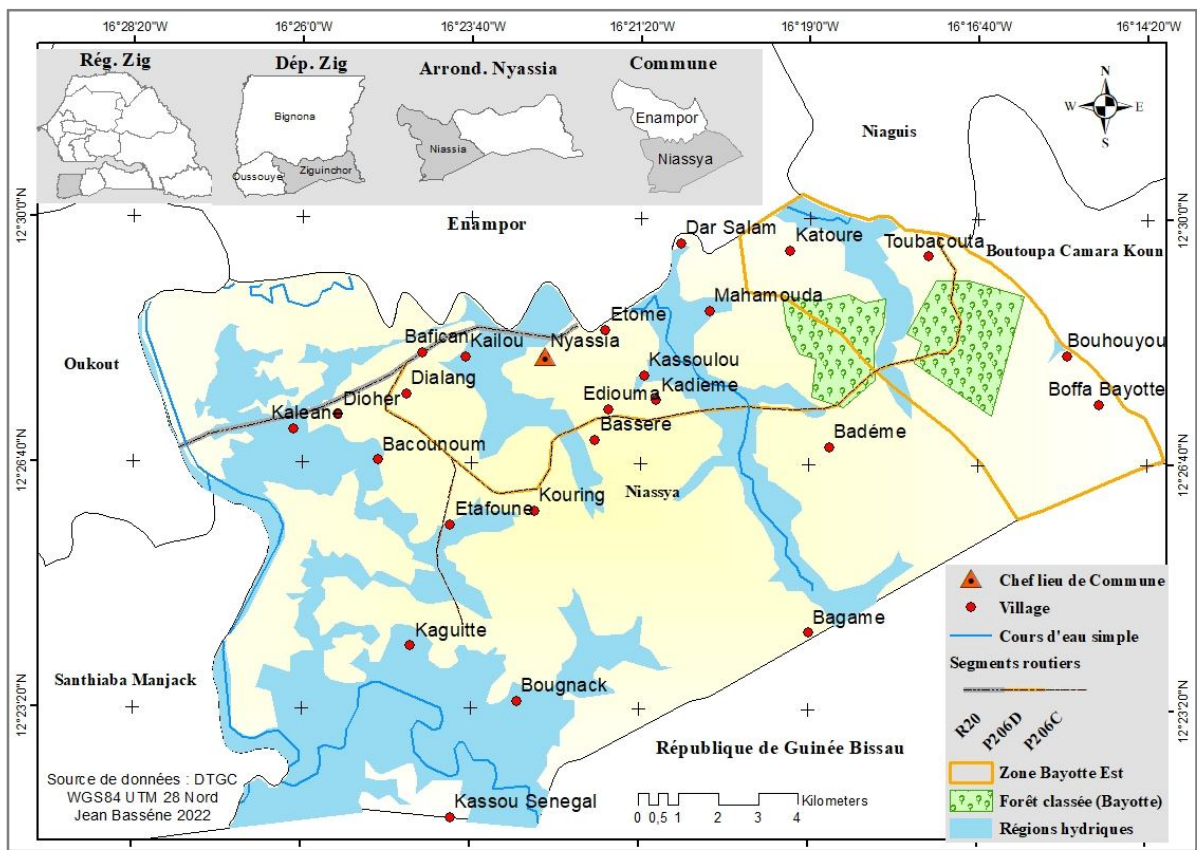 16°28'20"O 16°26'0"O 16°23'40"O 16°21'20"O 16°19'0"O 16°16'40"O 16°14'20"O
Rég. Zig
Dép. Zig
Arrond. Nyassia
Commune
Bignona
Oussouye
Ziguinchor
Niassia
Enampor
Niassya
N
W E
S
Niaguis
12°30'0"N
12°30'0"N
Enampor
Dar Salam
Katoure
Toubacouta
Boutoupa Camara Koun
Mahamouda
Etome
Bafican
Kailou
Nyassia
Bouhouyou
Oukout
Kassoulou
Dialang
Kadieme
Boffa Bayotte
Ediouma
Dioher
Kaleane
Bassere
Badéme
Bacounoum
12°26'40"N
12°26'40"N
Niassya
Kouring
Etafoune
Bagame
Kaguitte
Santhiaba Manjack
Bougnack
12°23'20"N
12°23'20"N
République de Guinée Bissau
Kassou Senegal
Source de données : DTGC
WGS84 UTM 28 Nord
Jean Basséne 2022
Kilometers
0 0,5 1 2 3 4
Légende
Chef lieu de Commune
Village
Cours d'eau simple
Segments routiers
R20 P206D P206C
Zone Bayotte Est
Forêt classée (Bayotte)
Régions hydriques